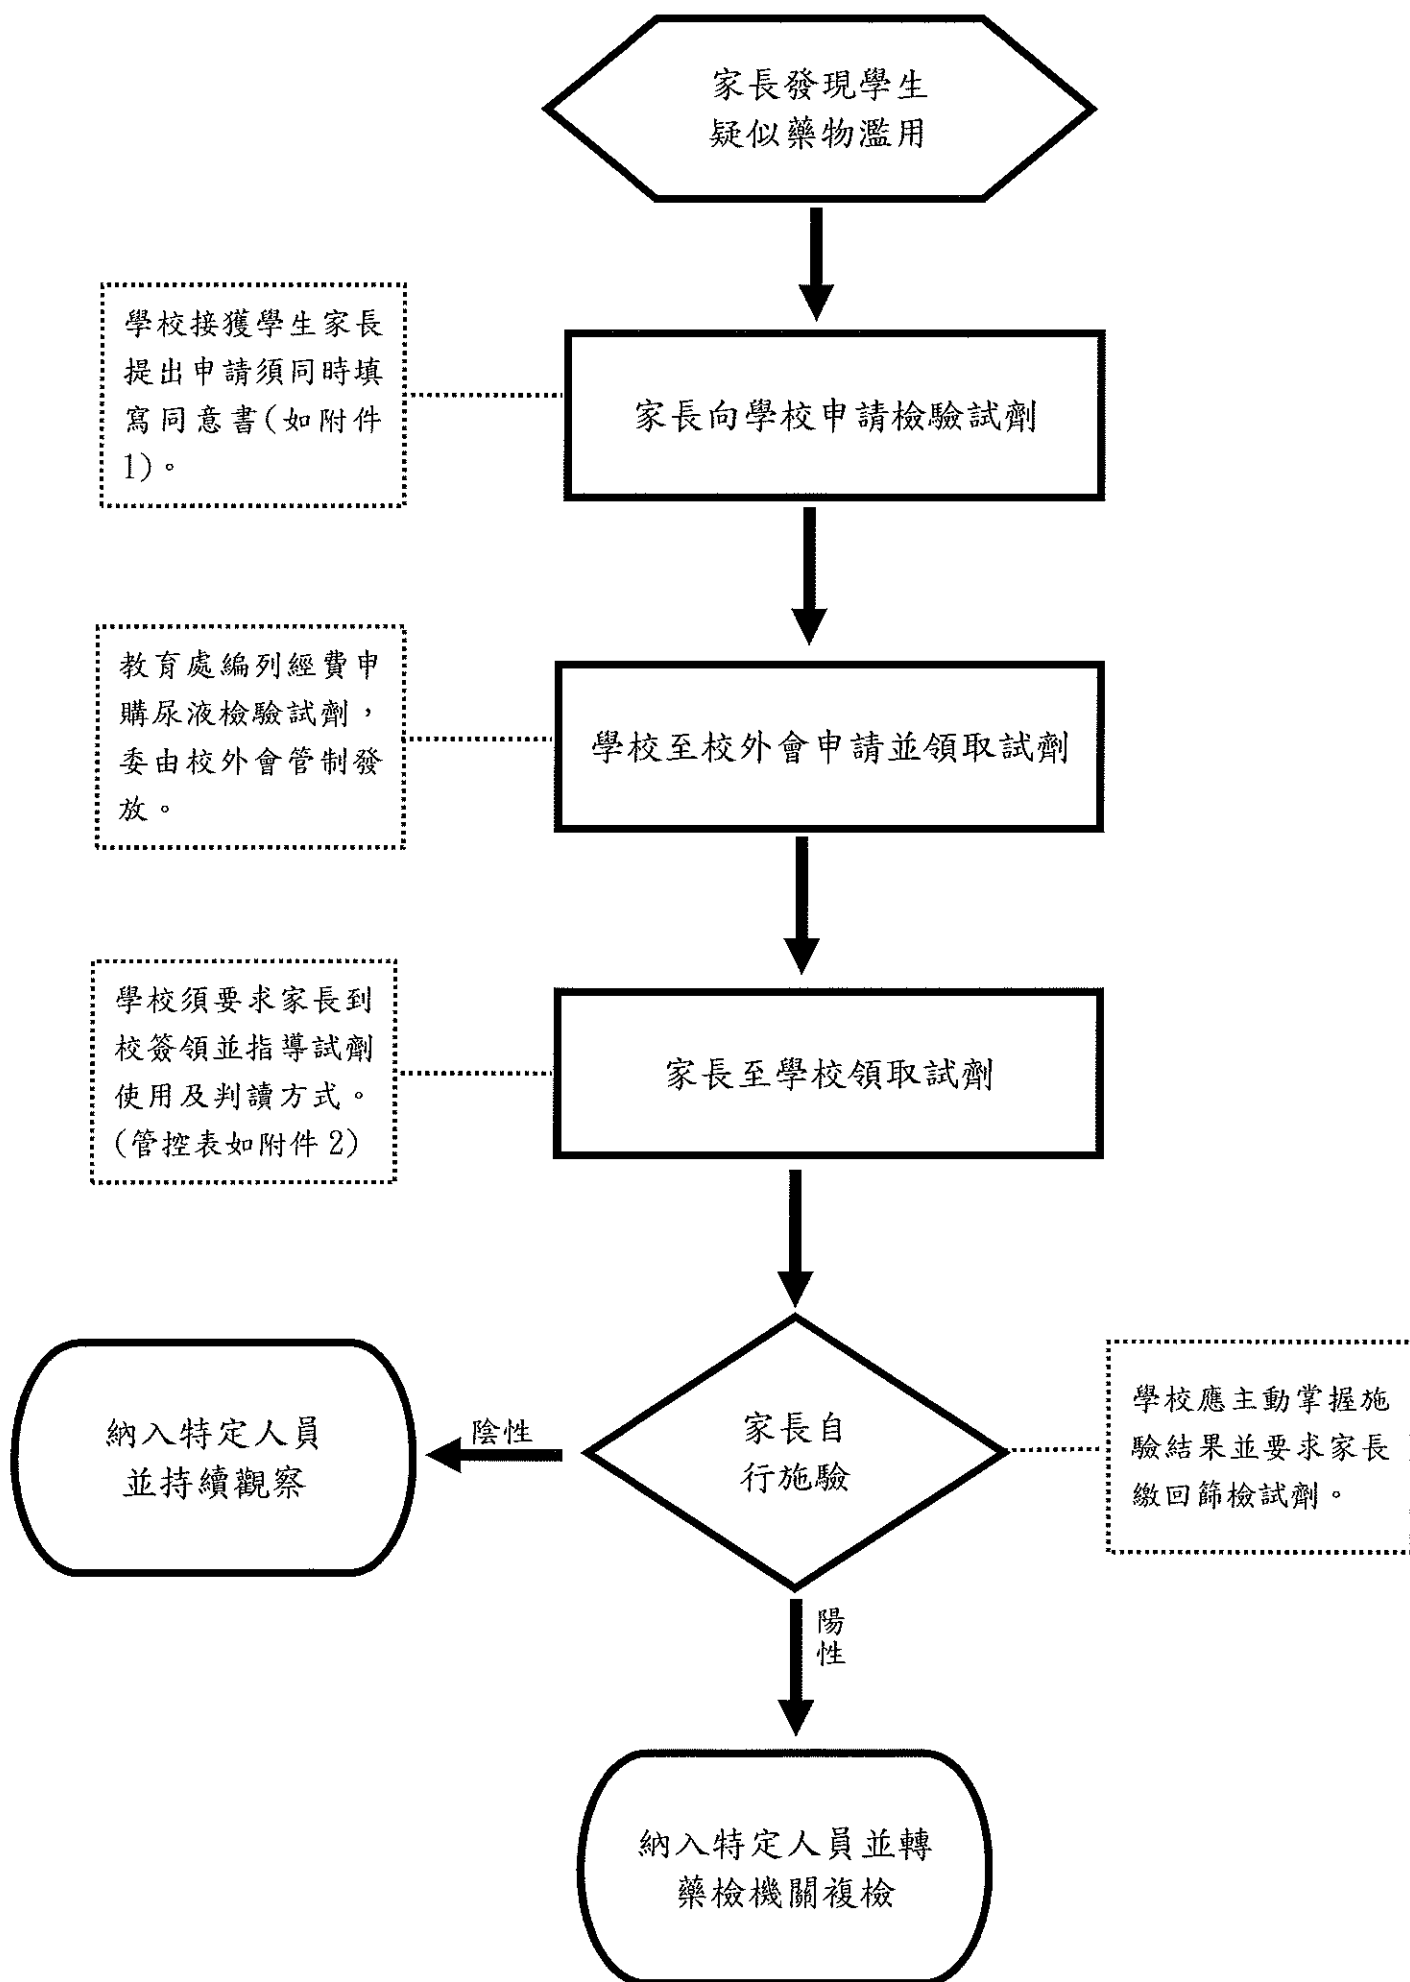 家長發現學生
疑似藥物濫用
學校接獲學生家長
提出申請須同時填
寫同意書(如附件
1)。
家長向學校申請檢驗試劑
教育處編列經費申
購尿液檢驗試劑，
委由校外會管制發
放。
學校至校外會申請並領取試劑
學校須要求家長到
校簽領並指導試劑
使用及判讀方式。
(管控表如附件 2)
家長至學校領取試劑
納入特定人員
並持續觀察
陰性
家長自
行施驗
學校應主動掌握施
驗結果並要求家長
繳回篩檢試劑。
陽
性
納入特定人員並轉
藥檢機關複檢